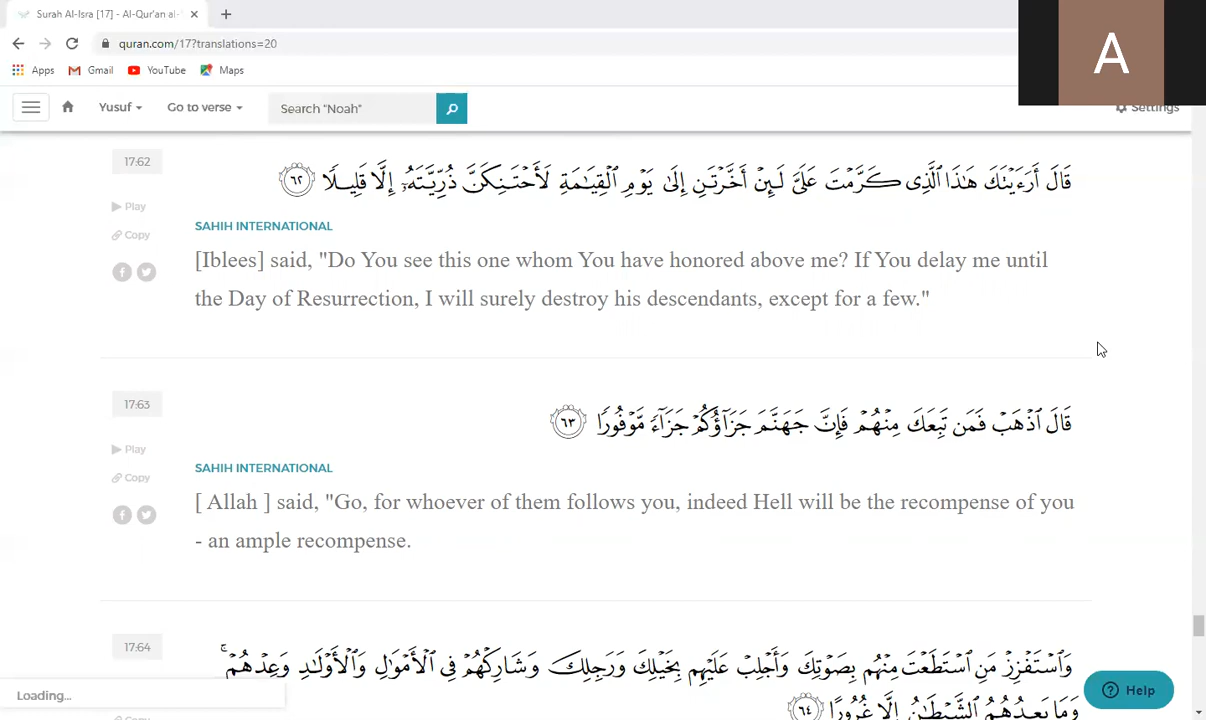 Surah Al-Isra [17] - Al-Qur'an al-
quran.com/17?translations=20
Apps Gmail YouTube Maps
A
Yusuf Go to verse Search "Noah" Settings
17:62
قَالَ أَرَءَيْتَكَ هَٰذَا ٱلَّذِى كَرَّمْتَ عَلَىَّ لَئِنْ أَخَّرْتَنِ إِلَىٰ يَوْمِ ٱلْقِيَٰمَةِ لَأَحْتَنِكَنَّ ذُرِّيَّتَهُۥٓ إِلَّا قَلِيلًا ٦٢
Play
SAHIH INTERNATIONAL
Copy
[Iblees] said, "Do You see this one whom You have honored above me? If You delay me until
the Day of Resurrection, I will surely destroy his descendants, except for a few."
17:63
قَالَ ٱذْهَبْ فَمَن تَبِعَكَ مِنْهُمْ فَإِنَّ جَهَنَّمَ جَزَآؤُكُمْ جَزَآءً مَّوْفُورًا ٦٣
Play
SAHIH INTERNATIONAL
Copy
[ Allah ] said, "Go, for whoever of them follows you, indeed Hell will be the recompense of you
- an ample recompense.
17:64
وَٱسْتَفْزِزْ مَنِ ٱسْتَطَعْتَ مِنْهُم بِصَوْتِكَ وَأَجْلِبْ عَلَيْهِم بِخَيْلِكَ وَرَجِلِكَ وَشَارِكْهُمْ فِى ٱلْأَمْوَٰلِ وَٱلْأَوْلَٰدِ وَعِدْهُمْ ۚ
وَمَا يَعِدُهُمُ ٱلشَّيْطَٰنُ إِلَّا غُرُورًا ٦٤
Loading...
Help